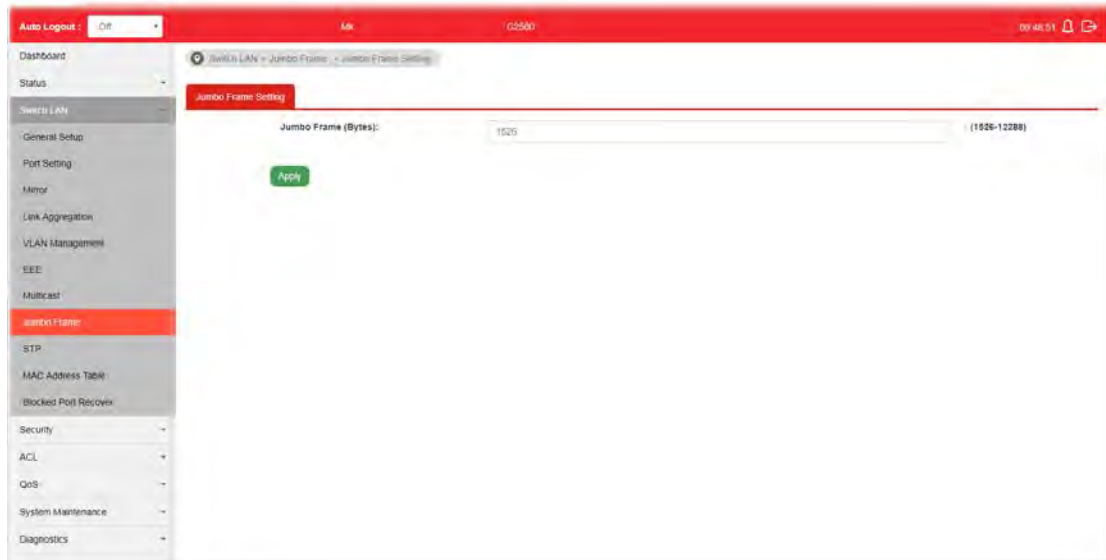 Auto Logout : Off
Mk G2560
09:48:51
Dashboard
Switch LAN > Jumbo Frame > Jumbo Frame Setting
Status
Switch LAN
Jumbo Frame Setting
General Setup
Jumbo Frame (Bytes): 1526 (1526-12288)
Port Setting
Apply
Mirror
Link Aggregation
VLAN Management
EEE
Multicast
Jumbo Frame
STP
MAC Address Table
Blocked Port Recover
Security
ACL
QoS
System Maintenance
Diagnostics